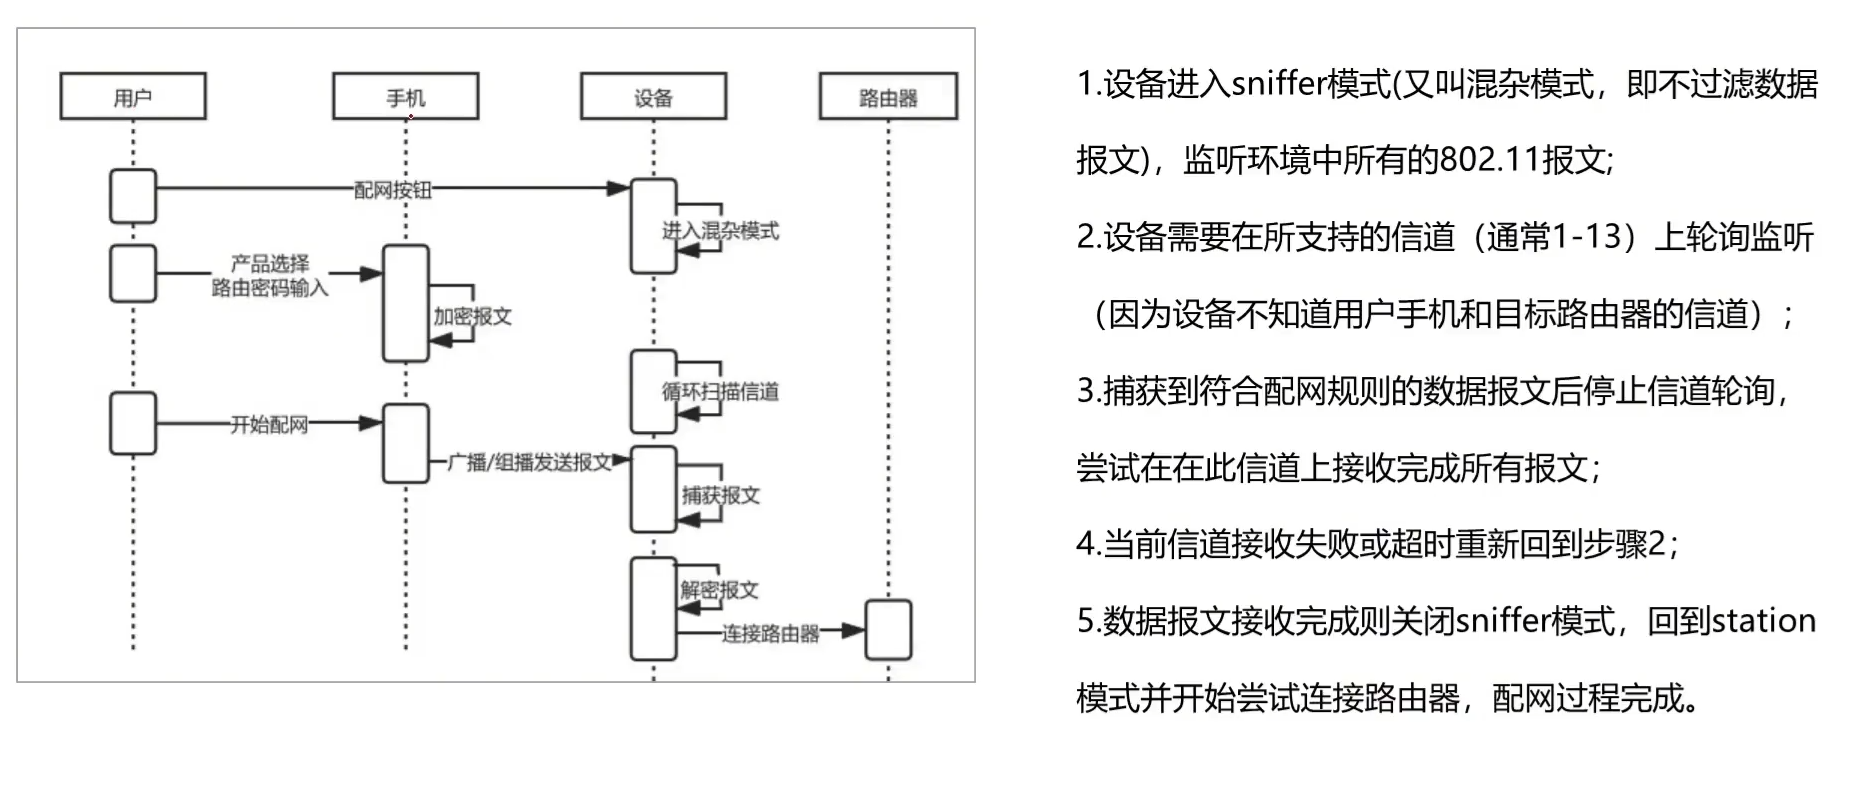 用户
手机
设备
路由器
配网按钮
进入混杂模式
产品选择
路由密码输入
加密报文
循环扫描信道
开始配网
广播/组播发送报文
捕获报文
解密报文
连接路由器
1.设备进入sniffer模式(又叫混杂模式，即不过滤数据
报文)，监听环境中所有的802.11报文;
2.设备需要在所支持的信道（通常1-13）上轮询监听
（因为设备不知道用户手机和目标路由器的信道）;
3.捕获到符合配网规则的数据报文后停止信道轮询，
尝试在在此信道上接收完成所有报文；
4.当前信道接收失败或超时重新回到步骤2；
5.数据报文接收完成则关闭sniffer模式，回到station
模式并开始尝试连接路由器，配网过程完成。